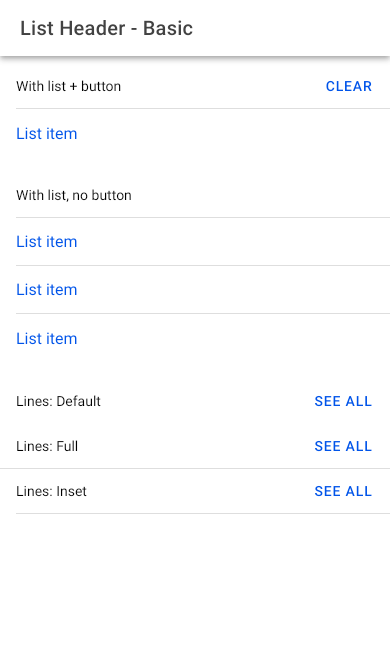 List Header - Basic
With list + button CLEAR
List item
With list, no button
List item
List item
List item
Lines: Default SEE ALL
Lines: Full SEE ALL
Lines: Inset SEE ALL